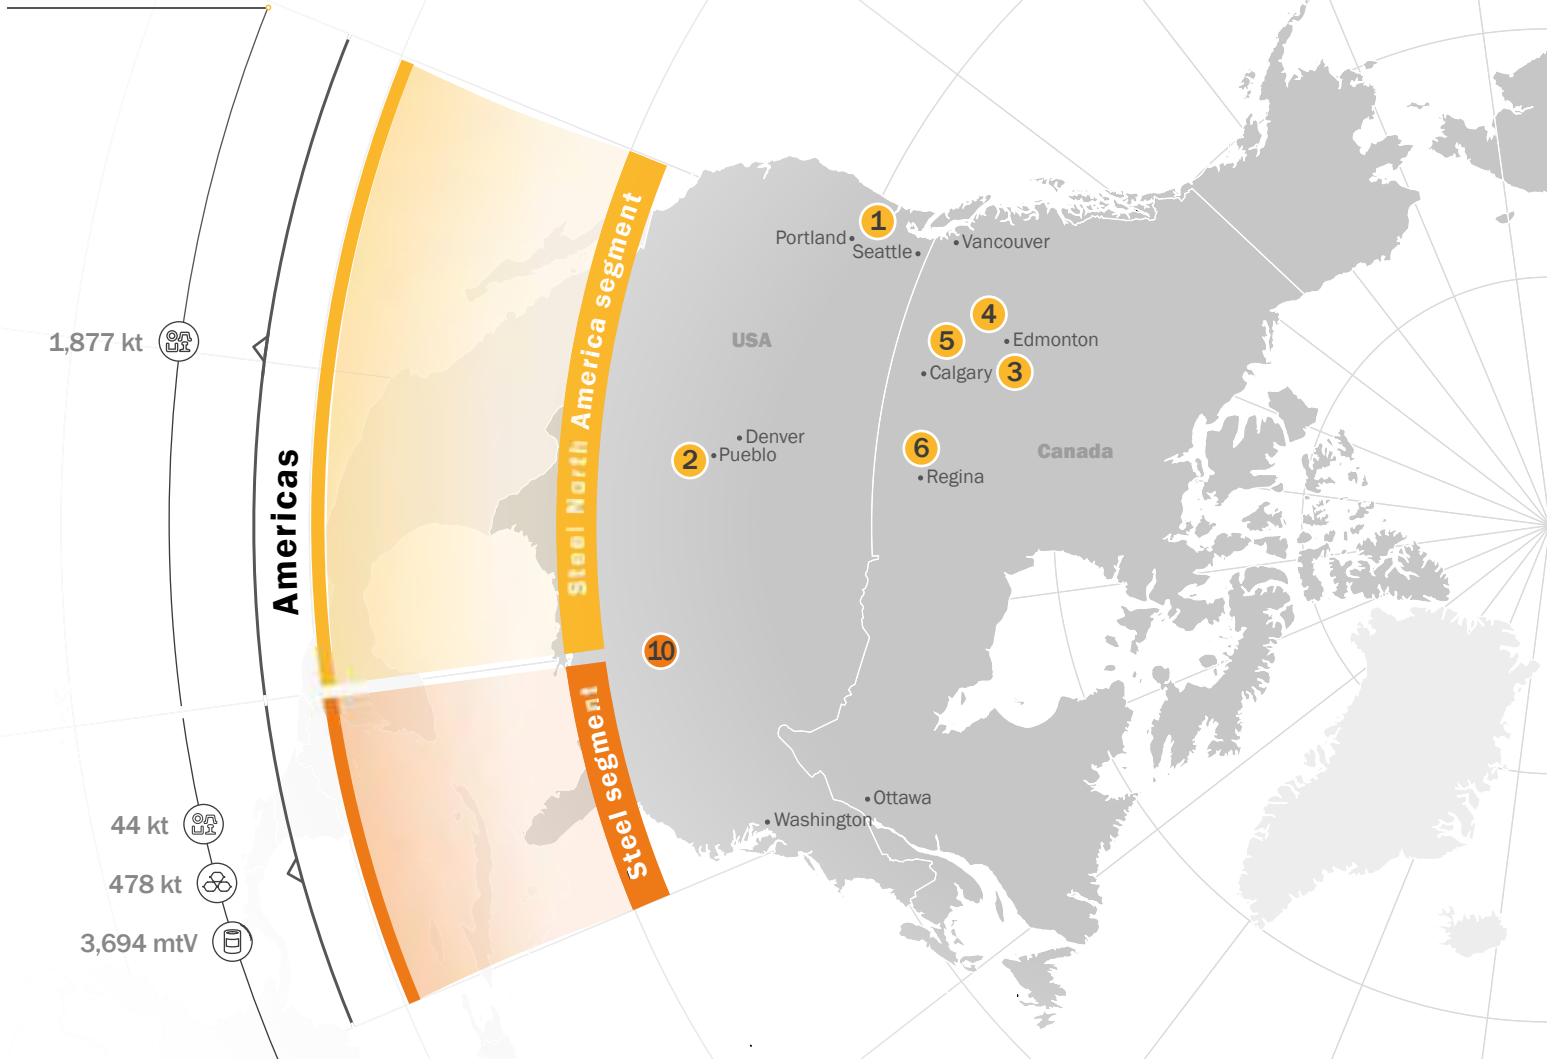 Americas
Steel North America segment
Steel segment
1,877 kt
44 kt
478 kt
3,694 mtV
1
Portland
Seattle
Vancouver
4
5
Edmonton
USA
Calgary
3
Denver
2
Pueblo
6
Canada
Regina
10
Ottawa
Washington